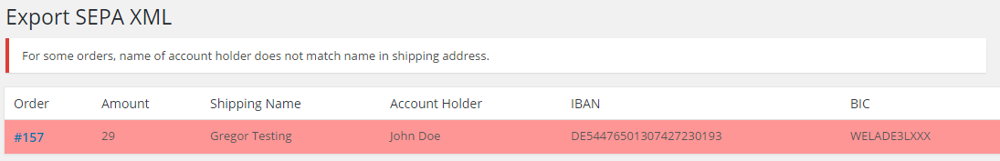 Export SEPA XML
For some orders, name of account holder does not match name in shipping address.
Order Amount Shipping Name Account Holder IBAN BIC
#157 29 Gregor Testing John Doe DE54476501307427230193 WELADE3LXXX